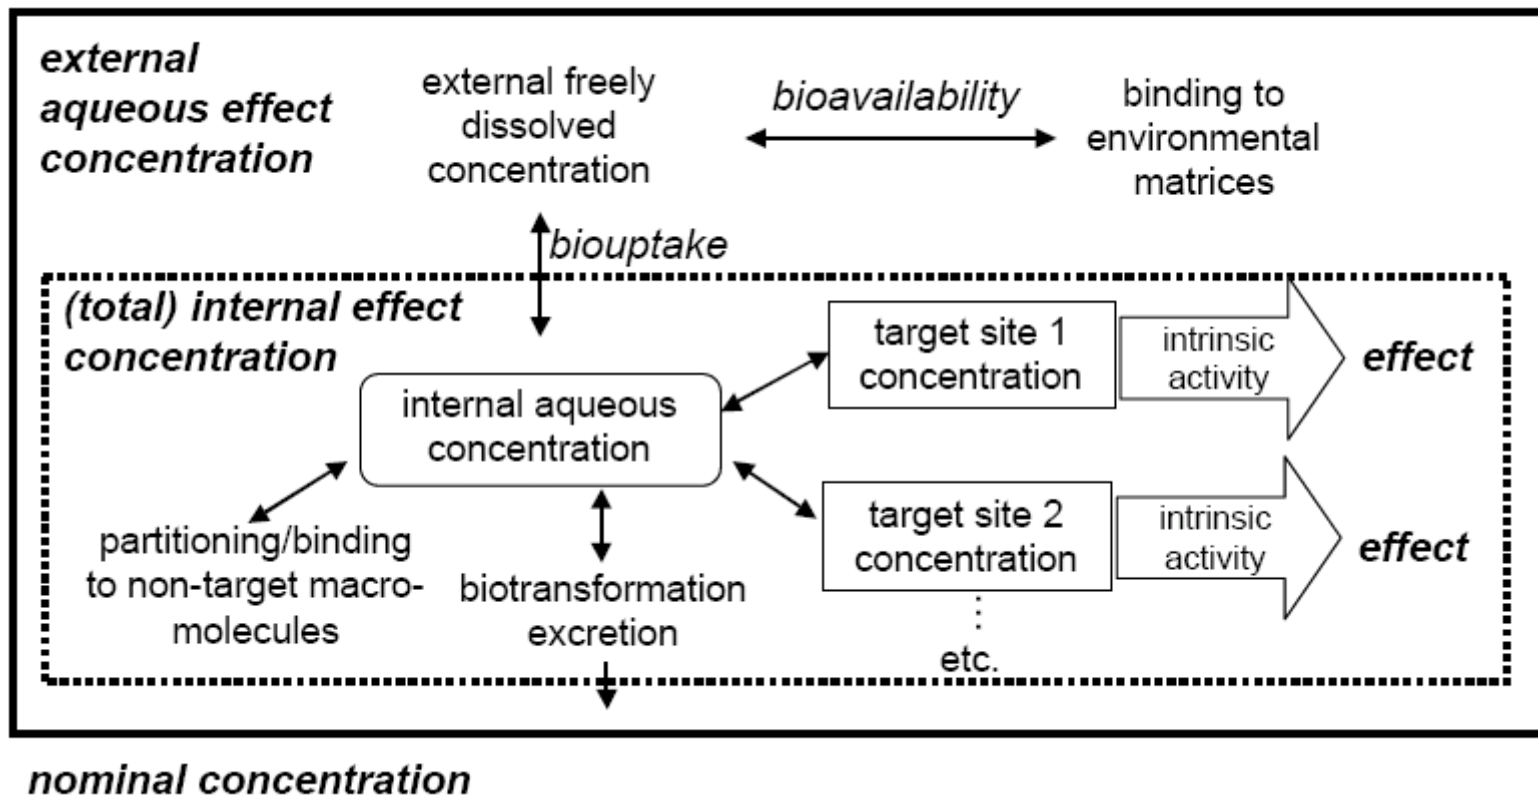 external
aqueous effect
concentration
external freely
dissolved
concentration
bioavailability
binding to
environmental
matrices
biouptake
(total) internal effect
concentration
internal aqueous
concentration
target site 1
concentration
intrinsic
activity
effect
target site 2
concentration
intrinsic
activity
effect
partitioning/binding
to non-target macro-
molecules
biotransformation
excretion
etc.
nominal concentration